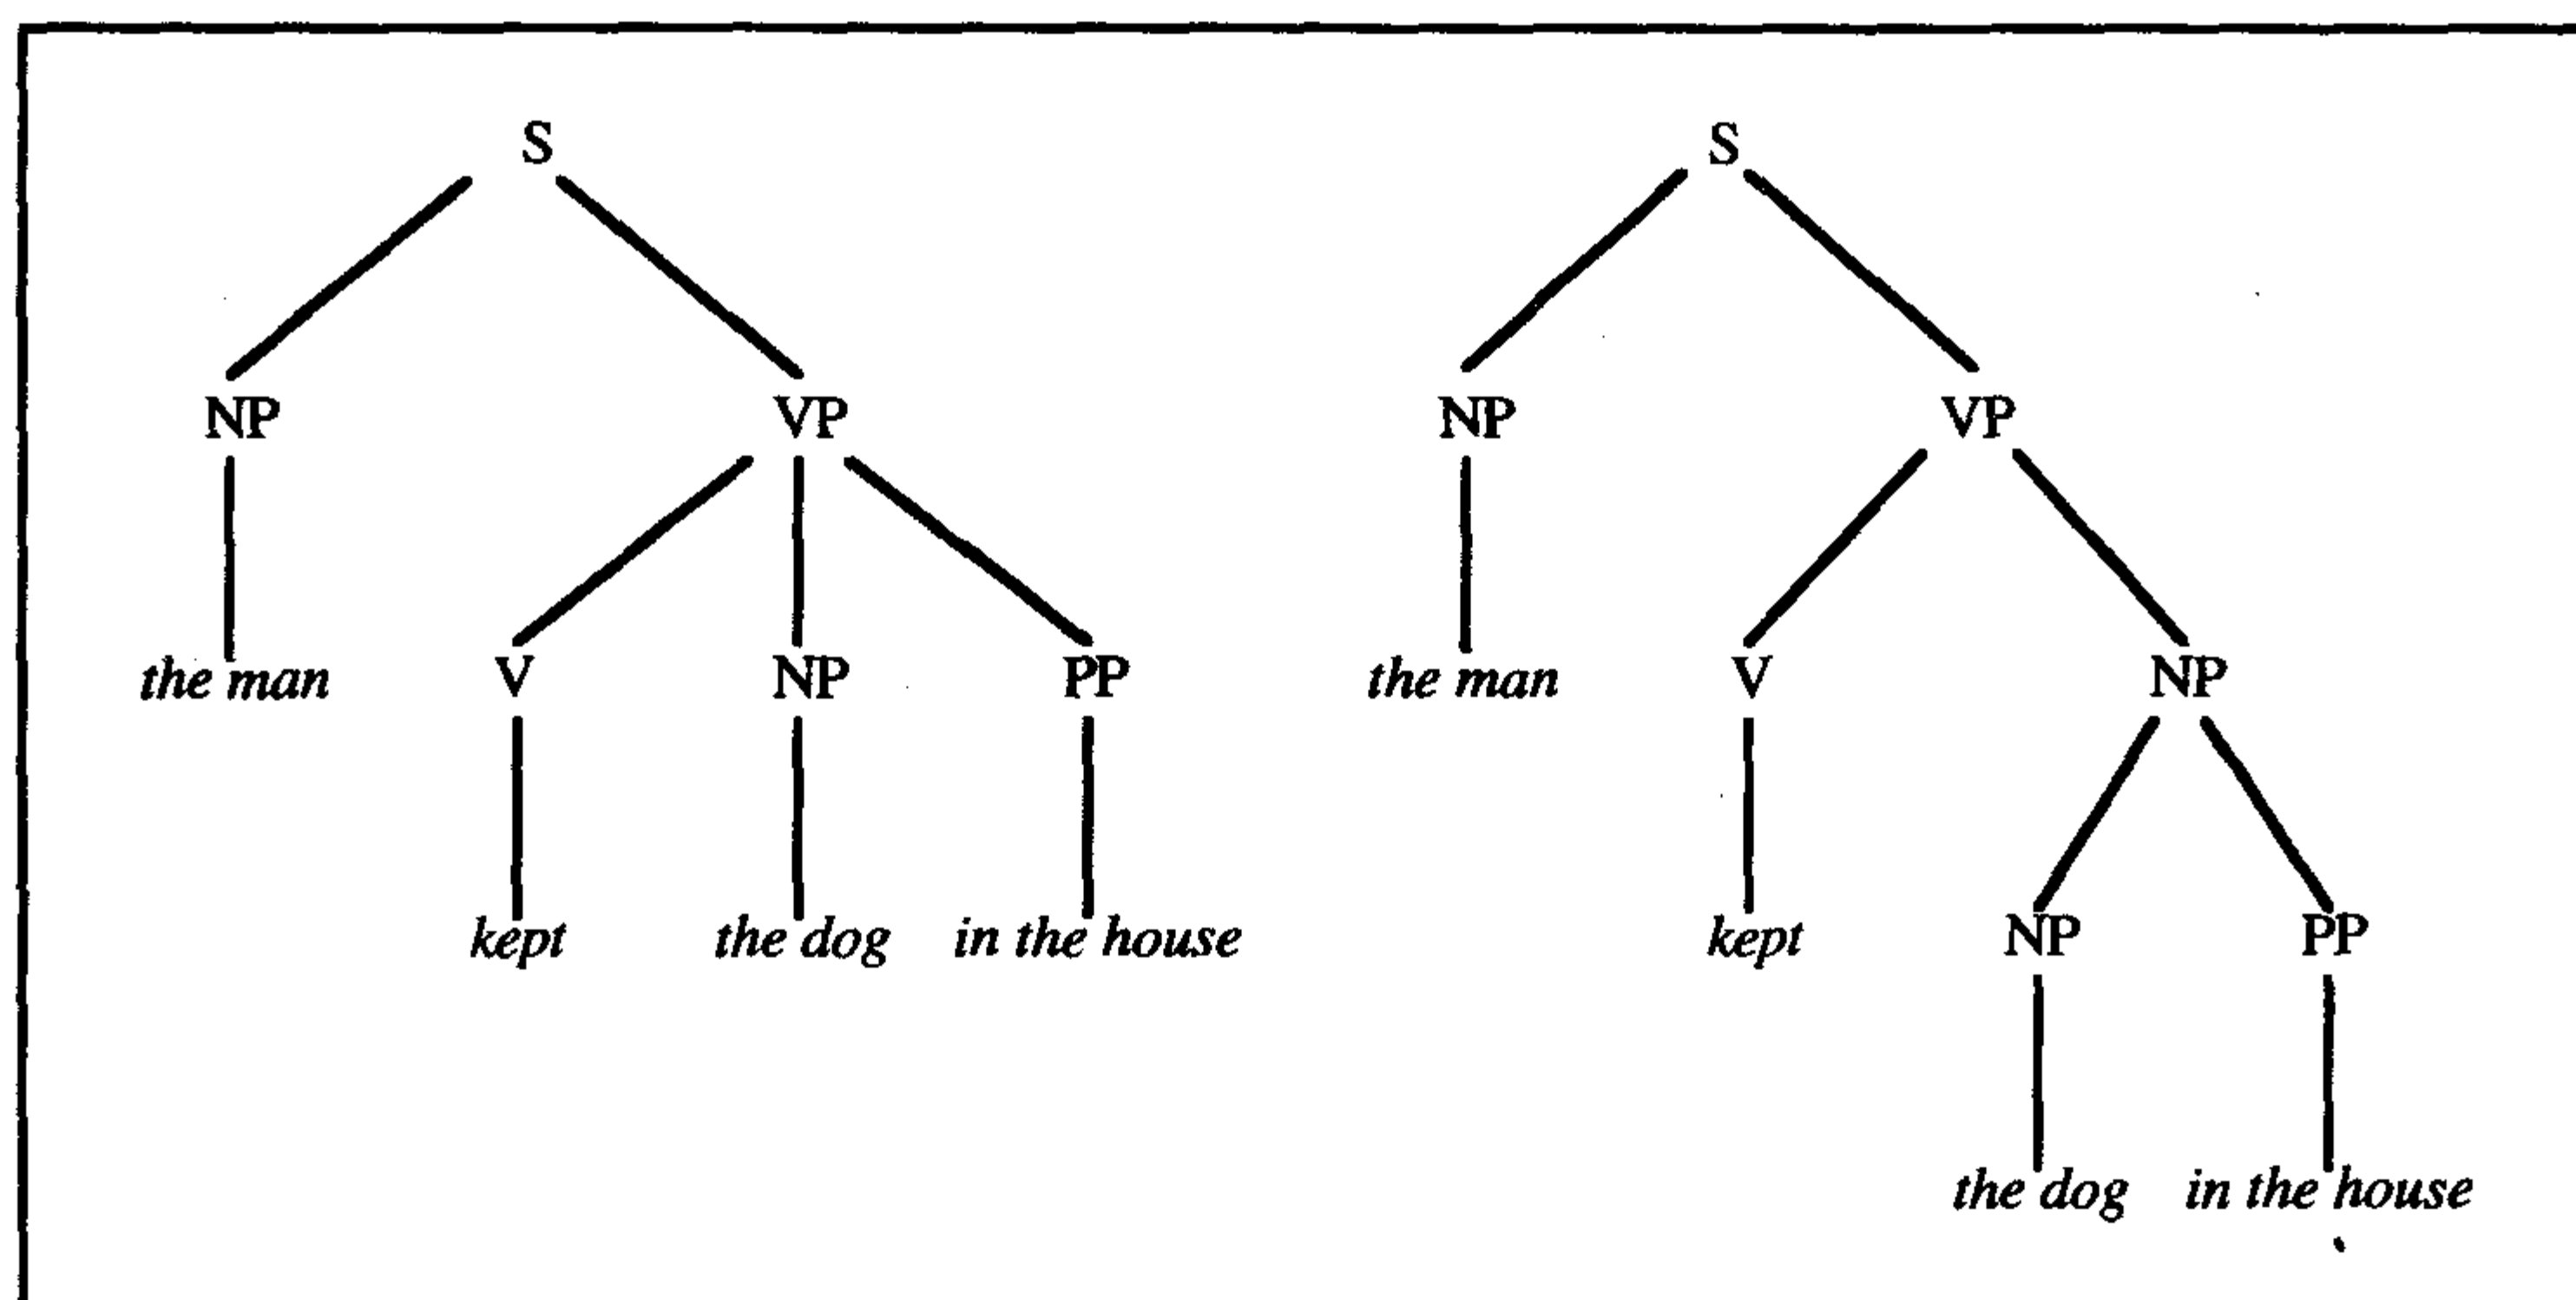 S S
NP VP NP VP
the man V NP PP the man V NP
kept the dog in the house kept NP PP
the dog in the house